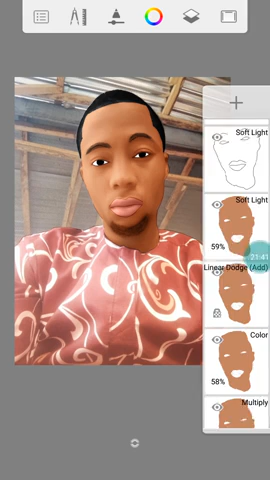 Soft Light
Soft Light
59%
21:41
Linear Dodge (Add)
Color
58%
Multiply